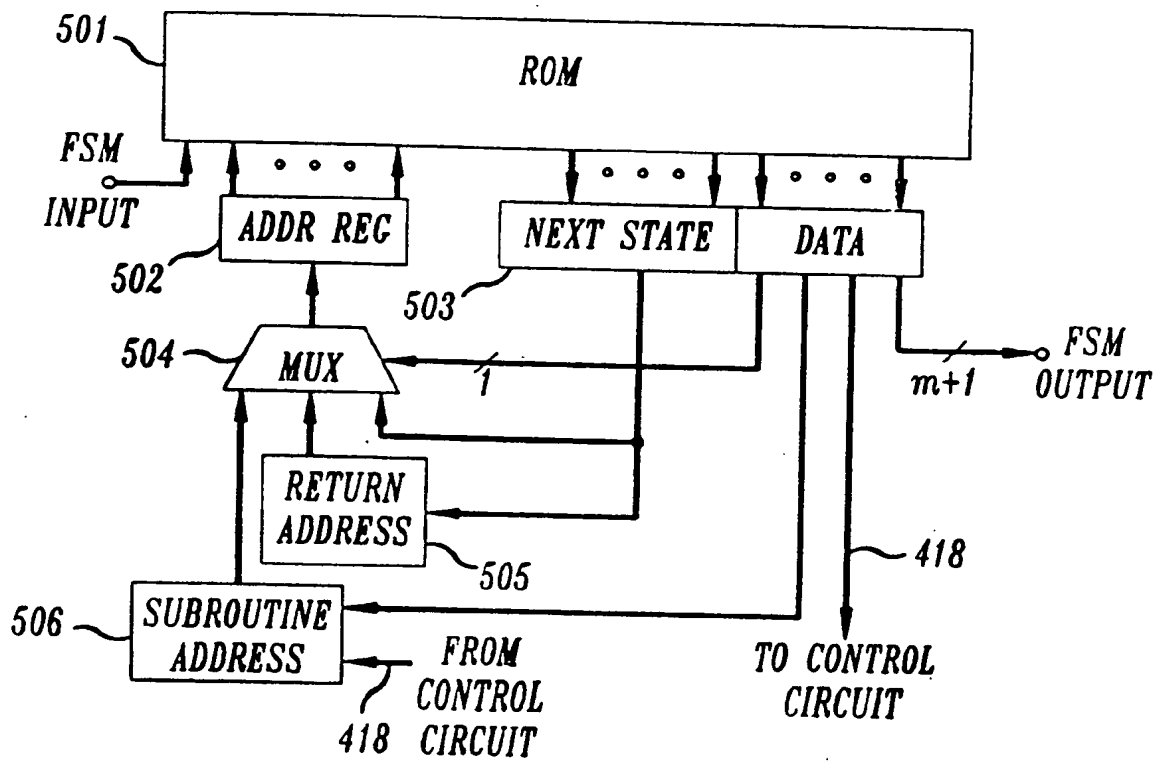 501
ROM
FSM
INPUT
ADDR REG
502
NEXT STATE
DATA
503
504
MUX
1
m+1
FSM
OUTPUT
RETURN
ADDRESS
505
418
506
SUBROUTINE
ADDRESS
FROM
CONTROL
CIRCUIT
418
TO CONTROL
CIRCUIT